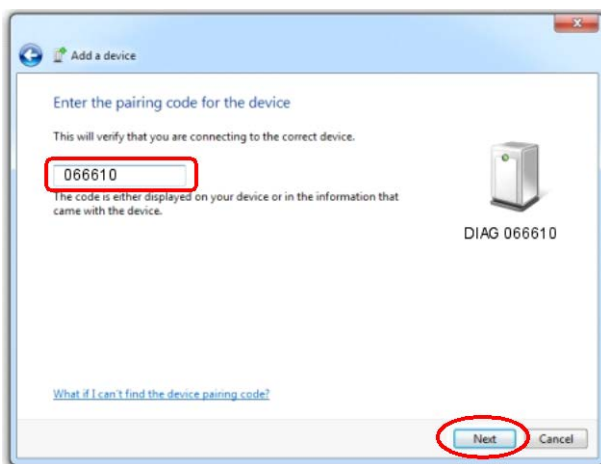 Add a device
Enter the pairing code for the device
This will verify that you are connecting to the correct device.
066610
The code is either displayed on your device or in the information that
came with the device.
DIAG 066610
What if I can't find the device pairing code?
Next
Cancel